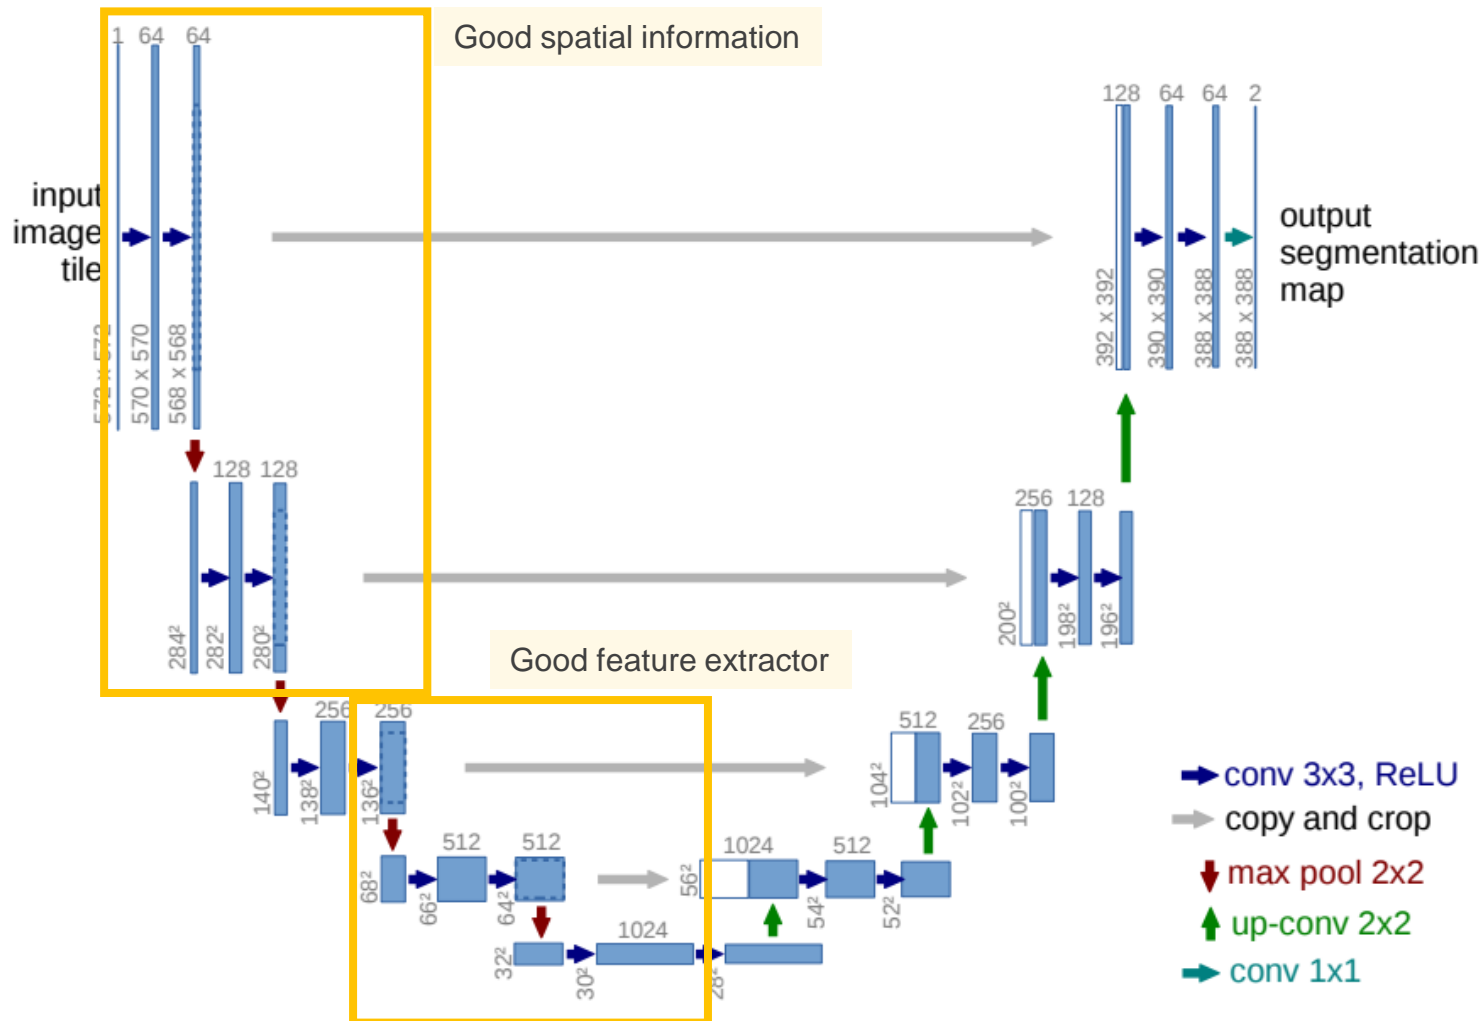 Good spatial information
1 64 64
input
image
tile
572 x 572
570 x 570
568 x 568
128 64 64 2
output
segmentation
map
392 x 392
390 x 390
388 x 388
388 x 388
128 128
284²
282²
280²
256 128
200²
198²
196²
Good feature extractor
256 256
140²
138²
136²
512 256
104²
102²
100²
512 512
68²
66²
64²
1024 512
56²
54²
52²
1024
32²
30²
28²
conv 3x3, ReLU
copy and crop
max pool 2x2
up-conv 2x2
conv 1x1